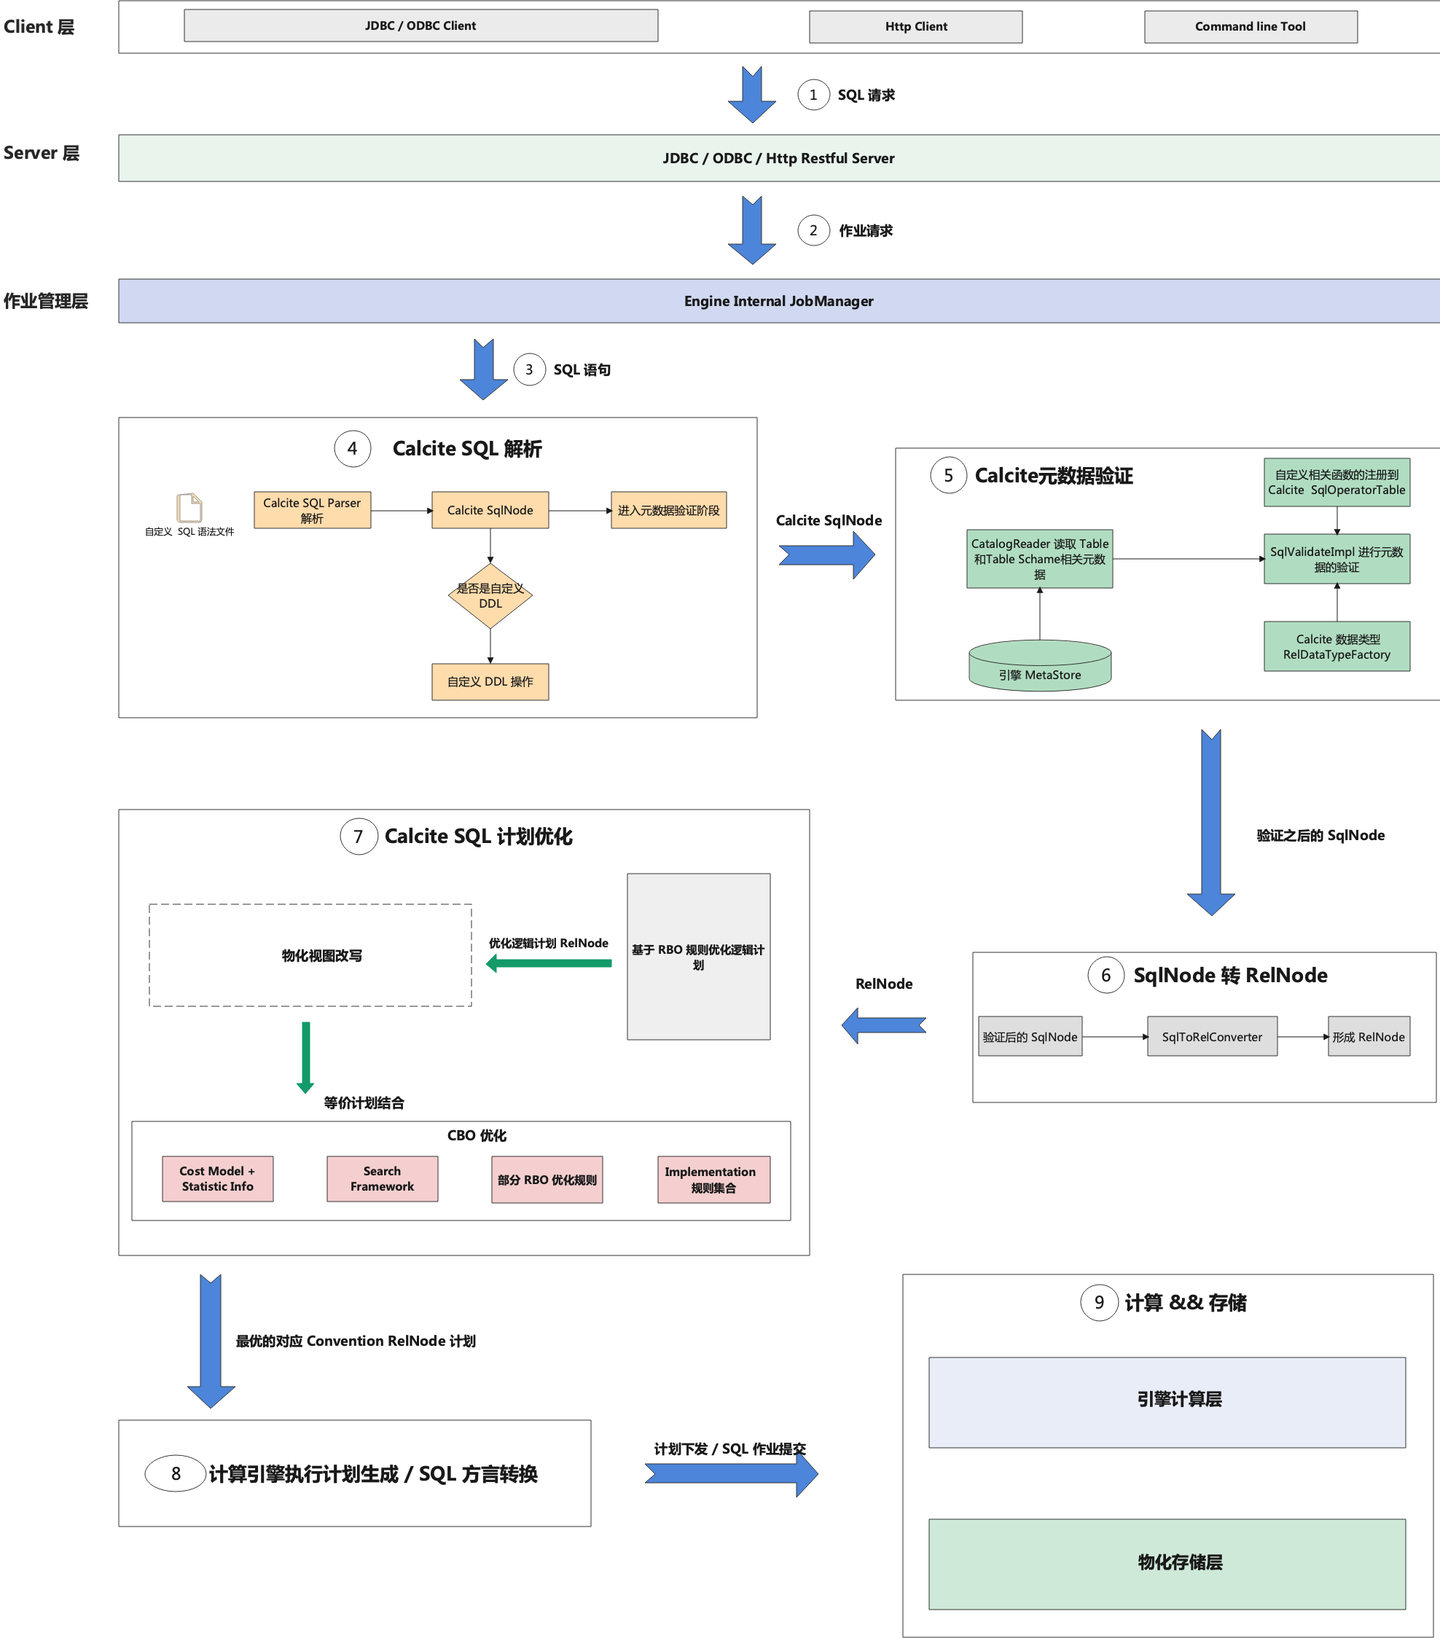 Client 层
JDBC / ODBC Client
Http Client
Command line Tool
1
SQL 请求
Server 层
JDBC / ODBC / Http Restful Server
2
作业请求
作业管理层
Engine Internal JobManager
3
SQL 语句
4
Calcite SQL 解析
自定义 SQL 语法文件
Calcite SQL Parser
解析
Calcite SqlNode
进入元数据验证阶段
是否是自定义
DDL
自定义 DDL 操作
Calcite SqlNode
5
Calcite元数据验证
自定义相关函数的注册到
Calcite SqlOperatorTable
CatalogReader 读取 Table
和Table Schame相关元数
据
SqlValidateImpl 进行元数
据的验证
Calcite 数据类型
RelDataTypeFactory
引擎 MetaStore
验证之后的 SqlNode
6
SqlNode 转 RelNode
验证后的 SqlNode
SqlToRelConverter
形成 RelNode
RelNode
7
Calcite SQL 计划优化
基于 RBO 规则优化逻辑计
划
优化逻辑计划 RelNode
物化视图改写
等价计划结合
CBO 优化
Cost Model +
Statistic Info
Search
Framework
部分 RBO 优化规则
Implementation
规则集合
最优的对应 Convention RelNode 计划
8
计算引擎执行计划生成 / SQL 方言转换
计划下发 / SQL 作业提交
9
计算 && 存储
引擎计算层
物化存储层